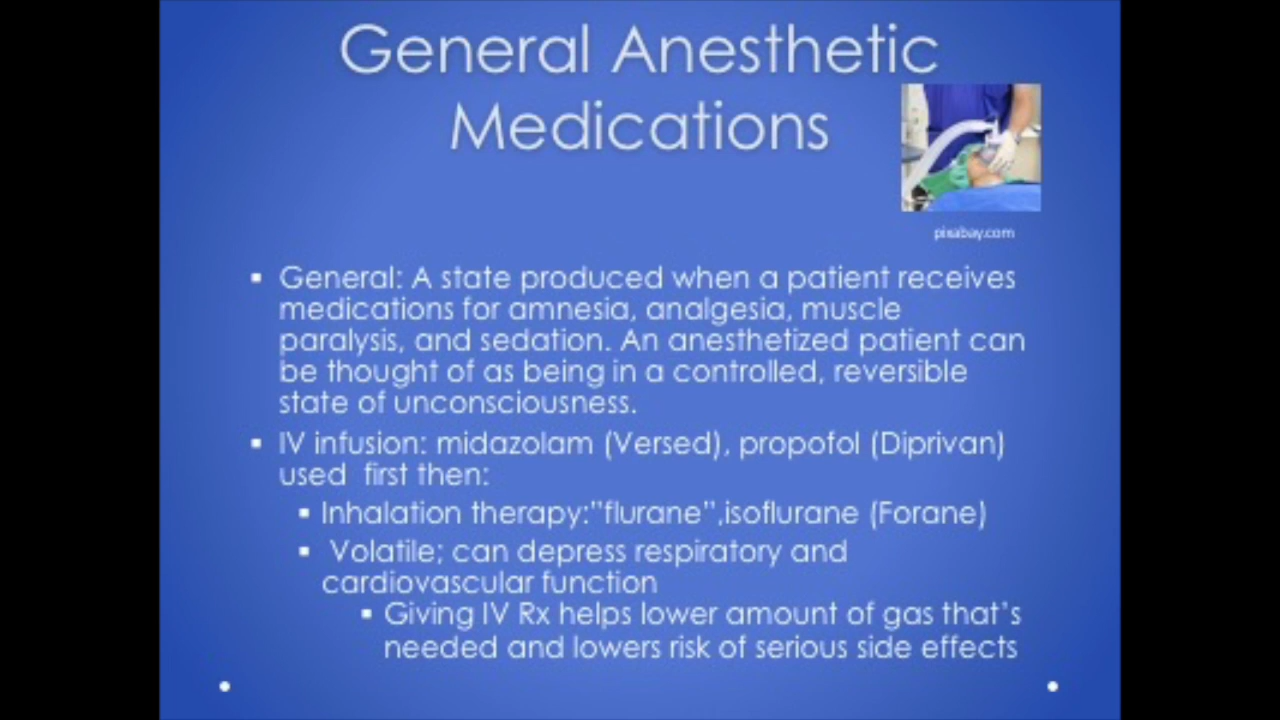 General Anesthetic
Medications
pixabay.com
▪ General: A state produced when a patient receives
medications for amnesia, analgesia, muscle
paralysis, and sedation. An anesthetized patient can
be thought of as being in a controlled, reversible
state of unconsciousness.
▪ IV infusion: midazolam (Versed), propofol (Diprivan)
used  first then:
▪ Inhalation therapy:”flurane”,isoflurane (Forane)
▪ Volatile; can depress respiratory and
cardiovascular function
▪ Giving IV Rx helps lower amount of gas that’s
needed and lowers risk of serious side effects